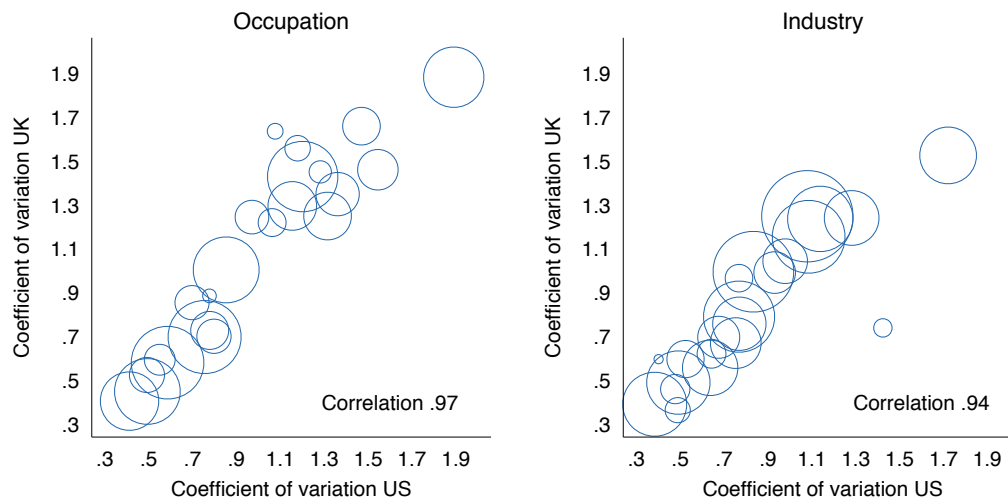 Occupation
Coefficient of variation UK
1.9
1.7
1.5
1.3
1.1
.9
.7
.5
.3
Correlation .97
.3 .5 .7 .9 1.1 1.3 1.5 1.7 1.9
Coefficient of variation US
Industry
Coefficient of variation UK
1.9
1.7
1.5
1.3
1.1
.9
.7
.5
.3
Correlation .94
.3 .5 .7 .9 1.1 1.3 1.5 1.7 1.9
Coefficient of variation US